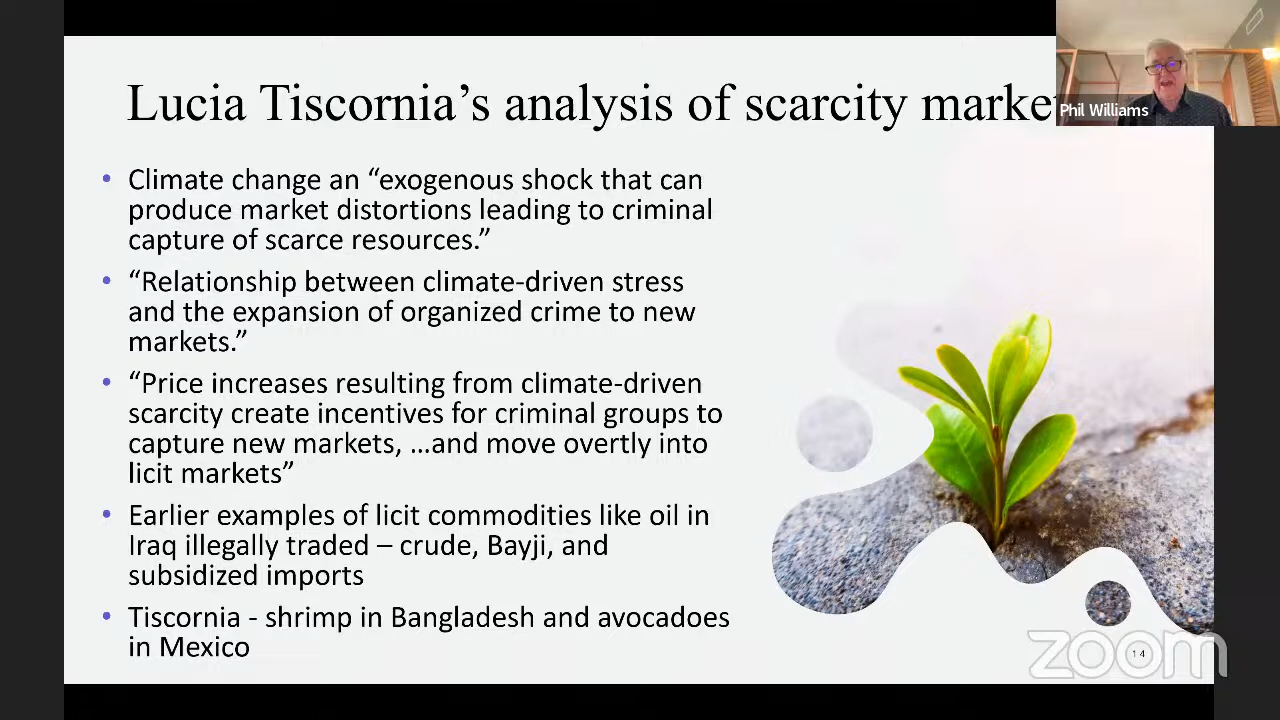 Lucia Tiscornia’s analysis of scarcity marke
Phil Williams
• Climate change an “exogenous shock that can
produce market distortions leading to criminal
capture of scarce resources.”
• “Relationship between climate-driven stress
and the expansion of organized crime to new
markets.”
• “Price increases resulting from climate-driven
scarcity create incentives for criminal groups to
capture new markets, …and move overtly into
licit markets”
• Earlier examples of licit commodities like oil in
Iraq illegally traded – crude, Bayji, and
subsidized imports
• Tiscornia - shrimp in Bangladesh and avocadoes
in Mexico
zoom
14